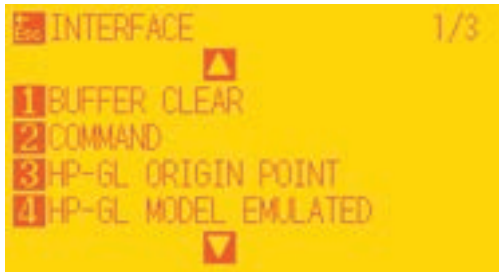 Esc INTERFACE 1/3
1 BUFFER CLEAR
2 COMMAND
3 HP-GL ORIGIN POINT
4 HP-GL MODEL EMULATED